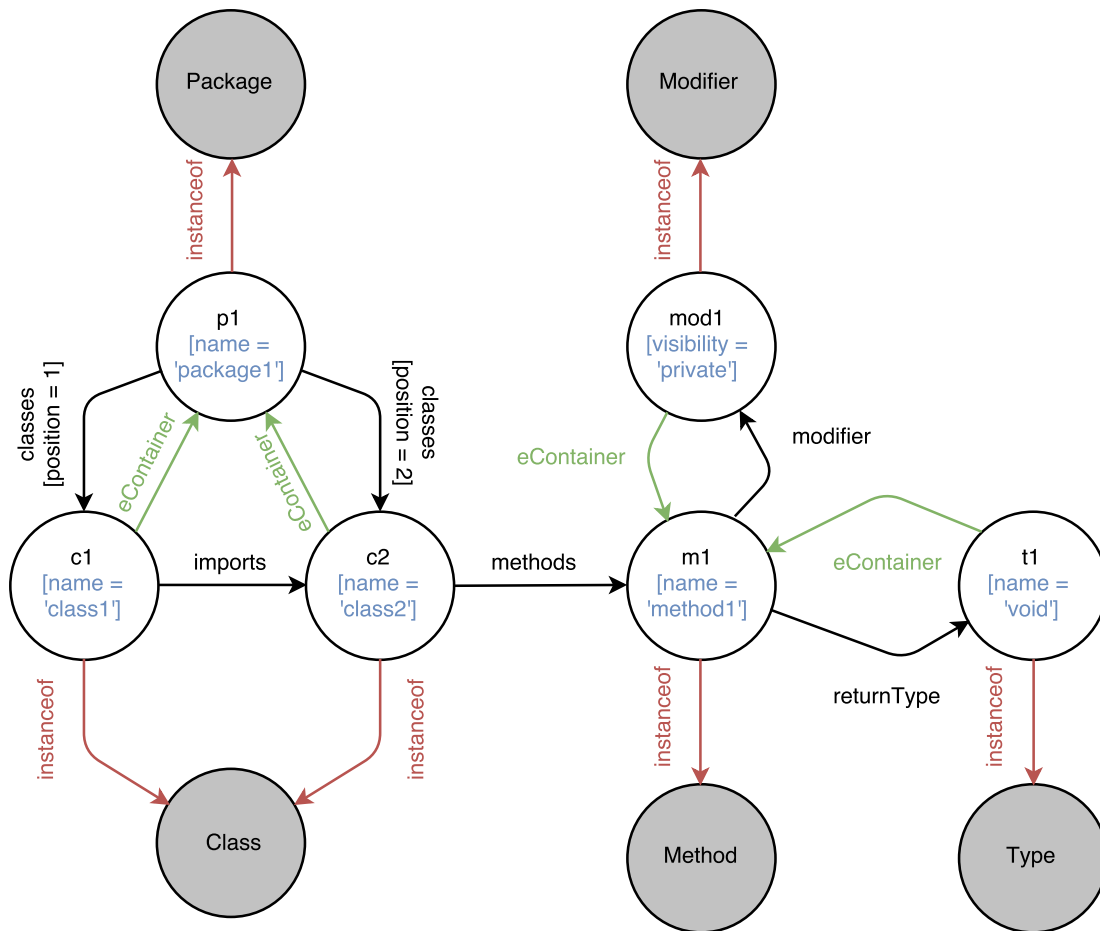 Package
Modifier
instanceof
instanceof
p1
[name =
'package1']
mod1
[visibility =
'private']
classes
[position = 1]
classes
[position = 2]
eContainer
eContainer
eContainer
modifier
c1
[name =
'class1']
imports
c2
[name =
'class2']
methods
m1
[name =
'method1']
eContainer
t1
[name =
'void']
returnType
instanceof
instanceof
instanceof
instanceof
Class
Method
Type